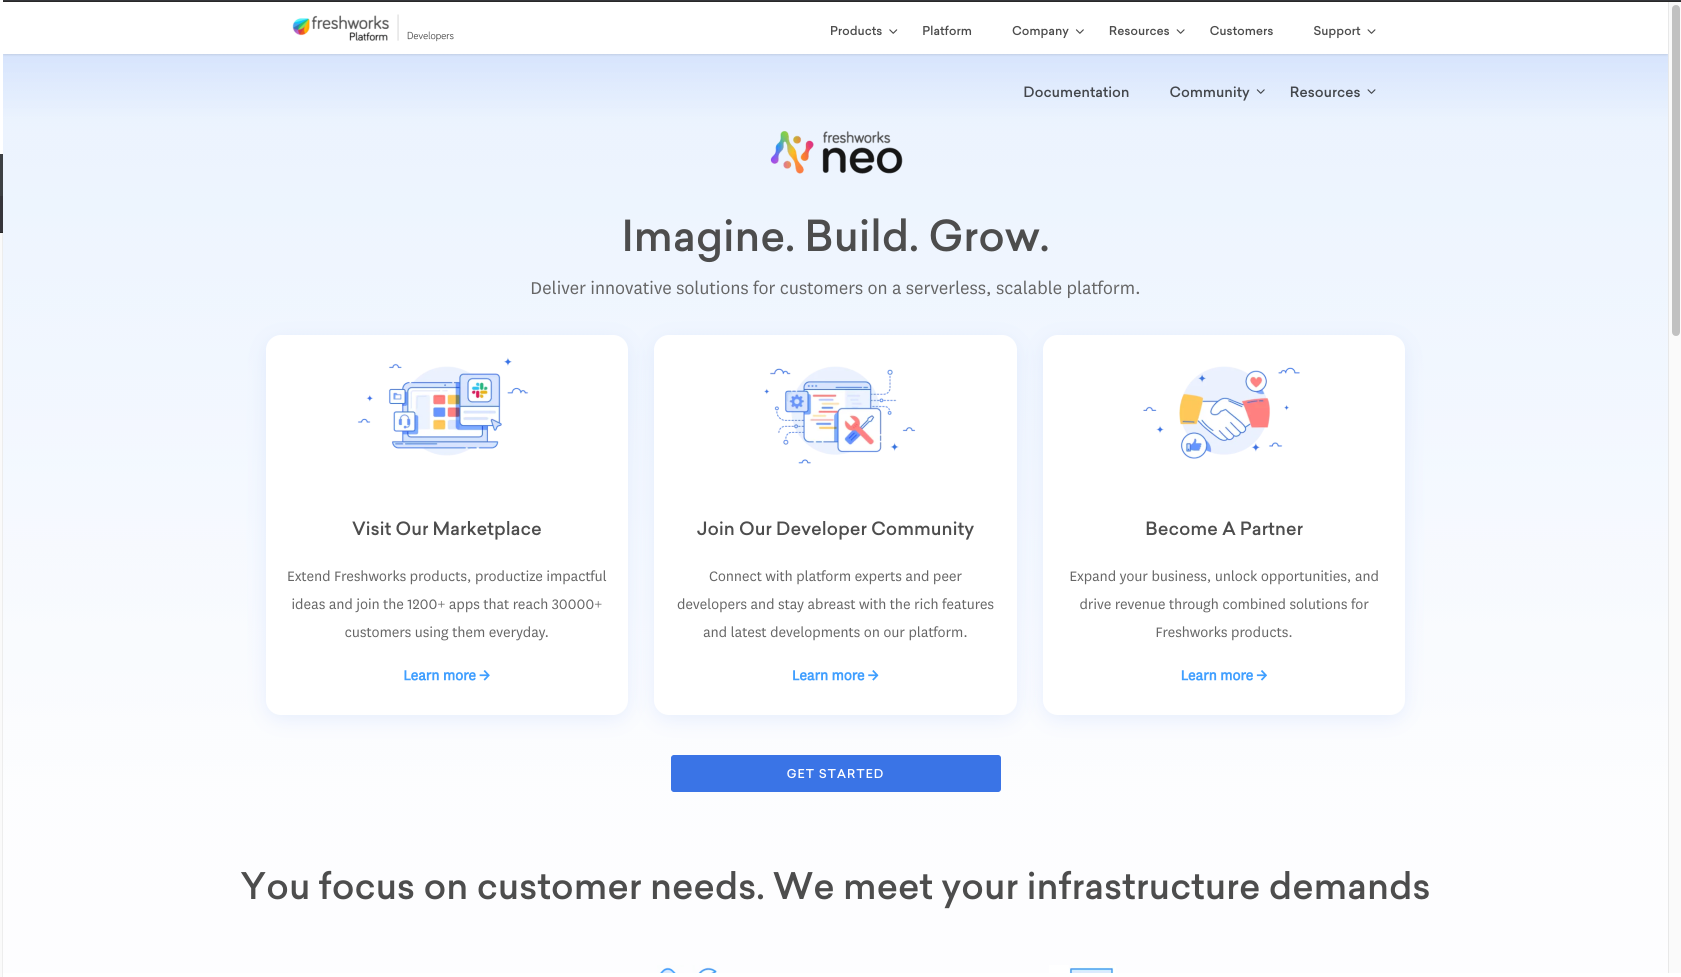 freshworks
Platform
Developers
Products
Platform
Company
Resources
Customers
Support
Documentation
Community
Resources
freshworks
neo
Imagine. Build. Grow.
Deliver innovative solutions for customers on a serverless, scalable platform.
Visit Our Marketplace
Extend Freshworks products, productize impactful
ideas and join the 1200+ apps that reach 30000+
customers using them everyday.
Learn more →
Join Our Developer Community
Connect with platform experts and peer
developers and stay abreast with the rich features
and latest developments on our platform.
Learn more →
Become A Partner
Expand your business, unlock opportunities, and
drive revenue through combined solutions for
Freshworks products.
Learn more →
GET STARTED
You focus on customer needs. We meet your infrastructure demands